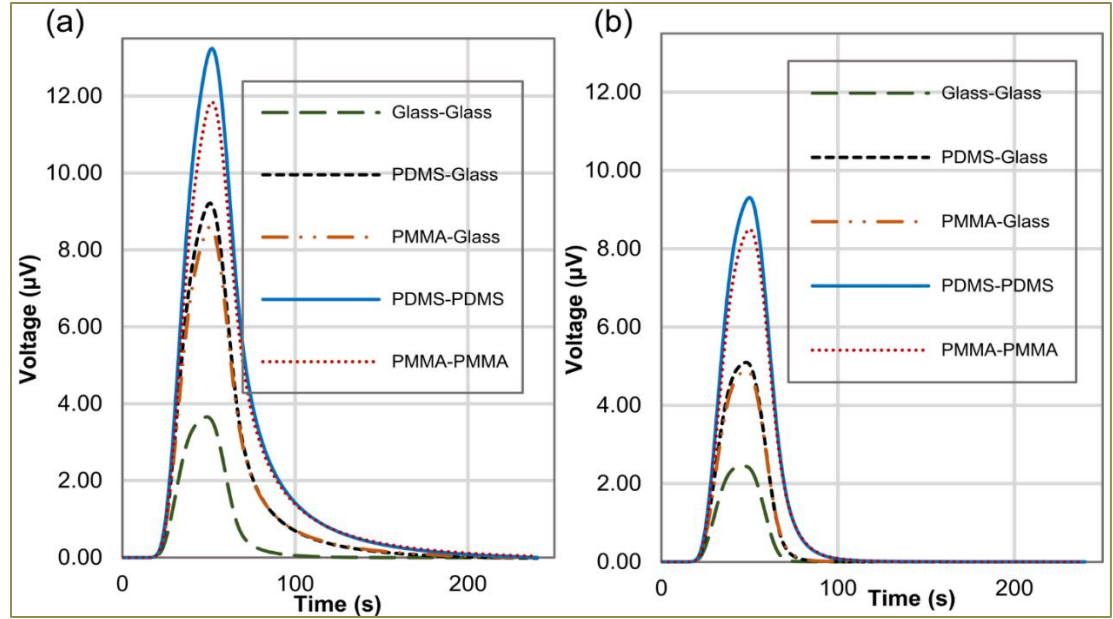 (a)
Voltage (µV)
12.00
10.00
8.00
6.00
4.00
2.00
0.00
0
100
200
Time (s)
Glass-Glass
PDMS-Glass
PMMA-Glass
PDMS-PDMS
PMMA-PMMA
(b)
Voltage (µV)
12.00
10.00
8.00
6.00
4.00
2.00
0.00
0
100
200
Time (s)
Glass-Glass
PDMS-Glass
PMMA-Glass
PDMS-PDMS
PMMA-PMMA